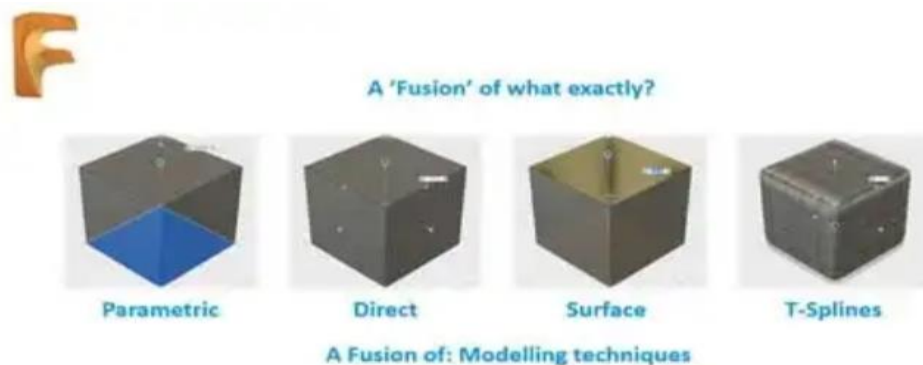 A 'Fusion' of what exactly?
Parametric
Direct
Surface
T-Splines
A Fusion of: Modelling techniques